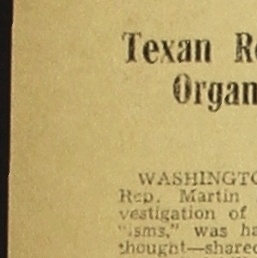 Texan R
Organ
WASHINGTO
Rep. Martin
vestigation of
"isms," was ha
thought—shared